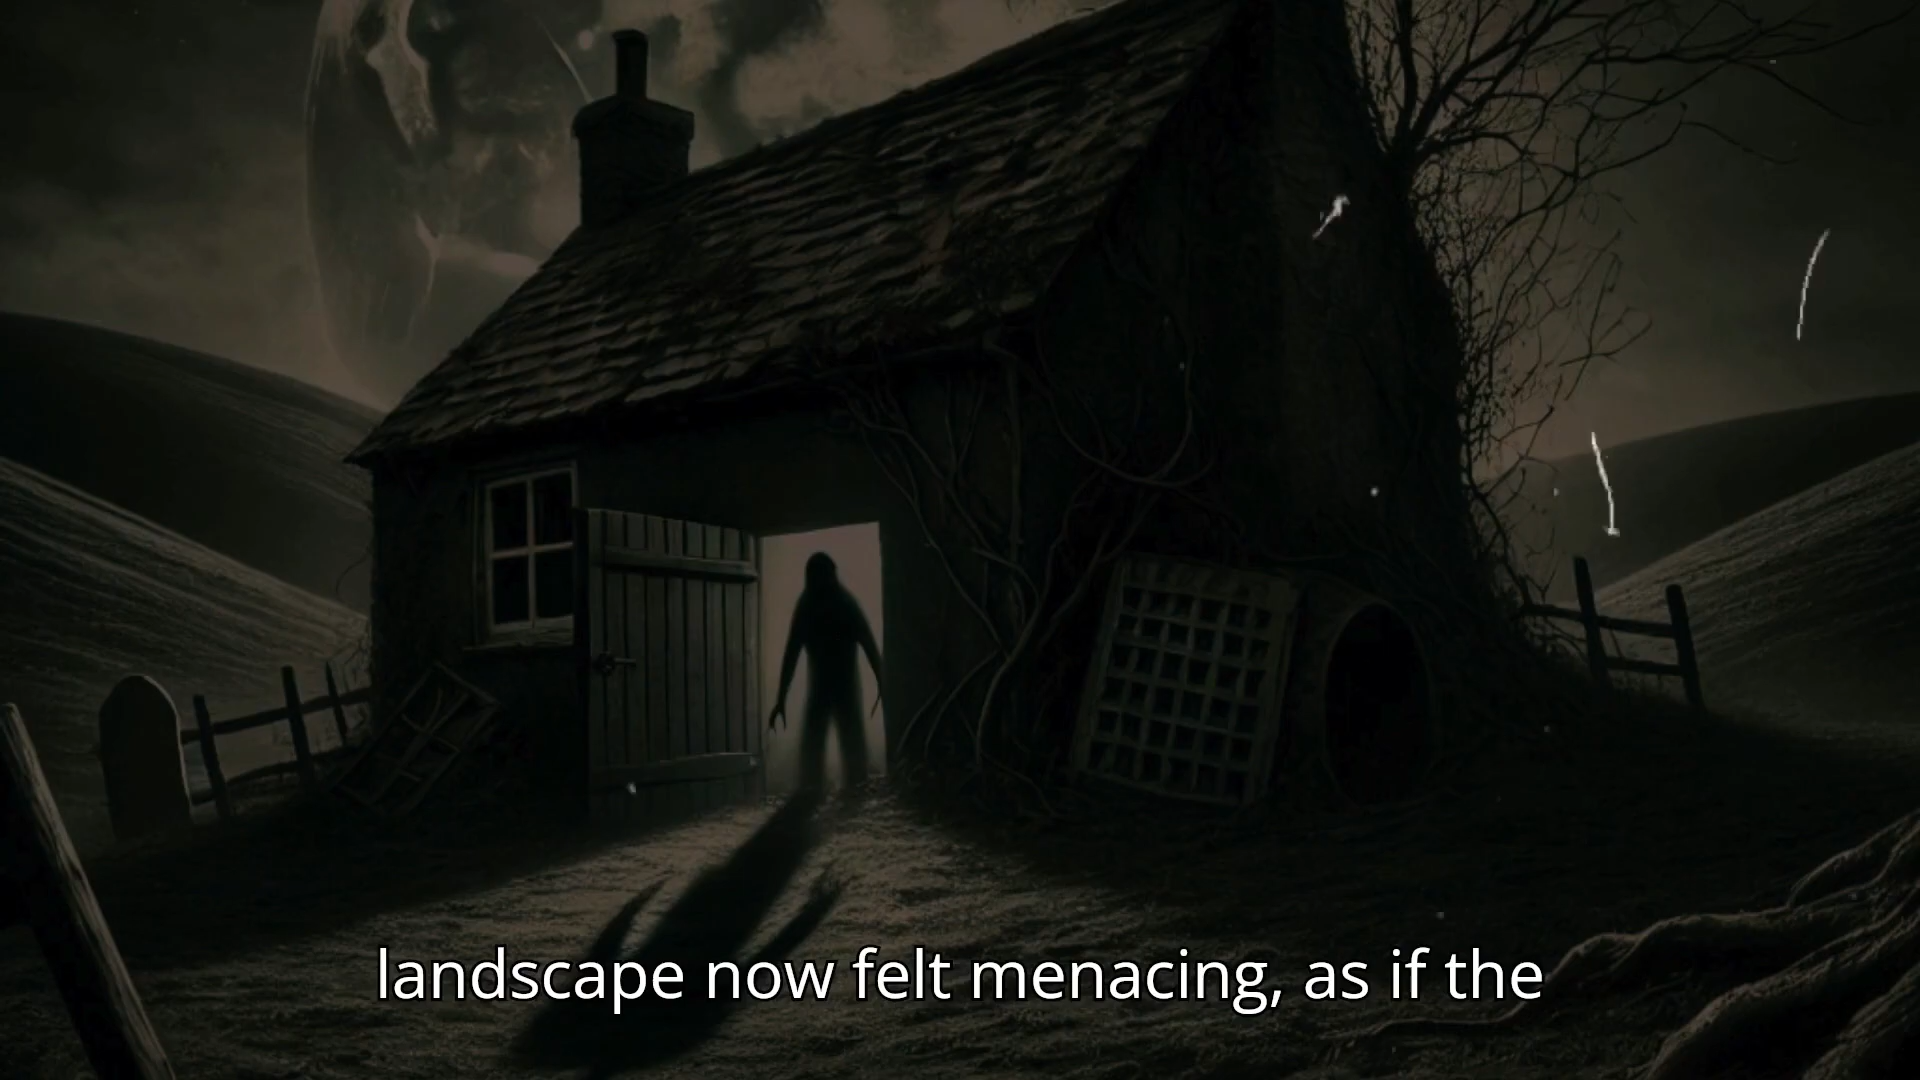 landscape now felt menacing, as if the